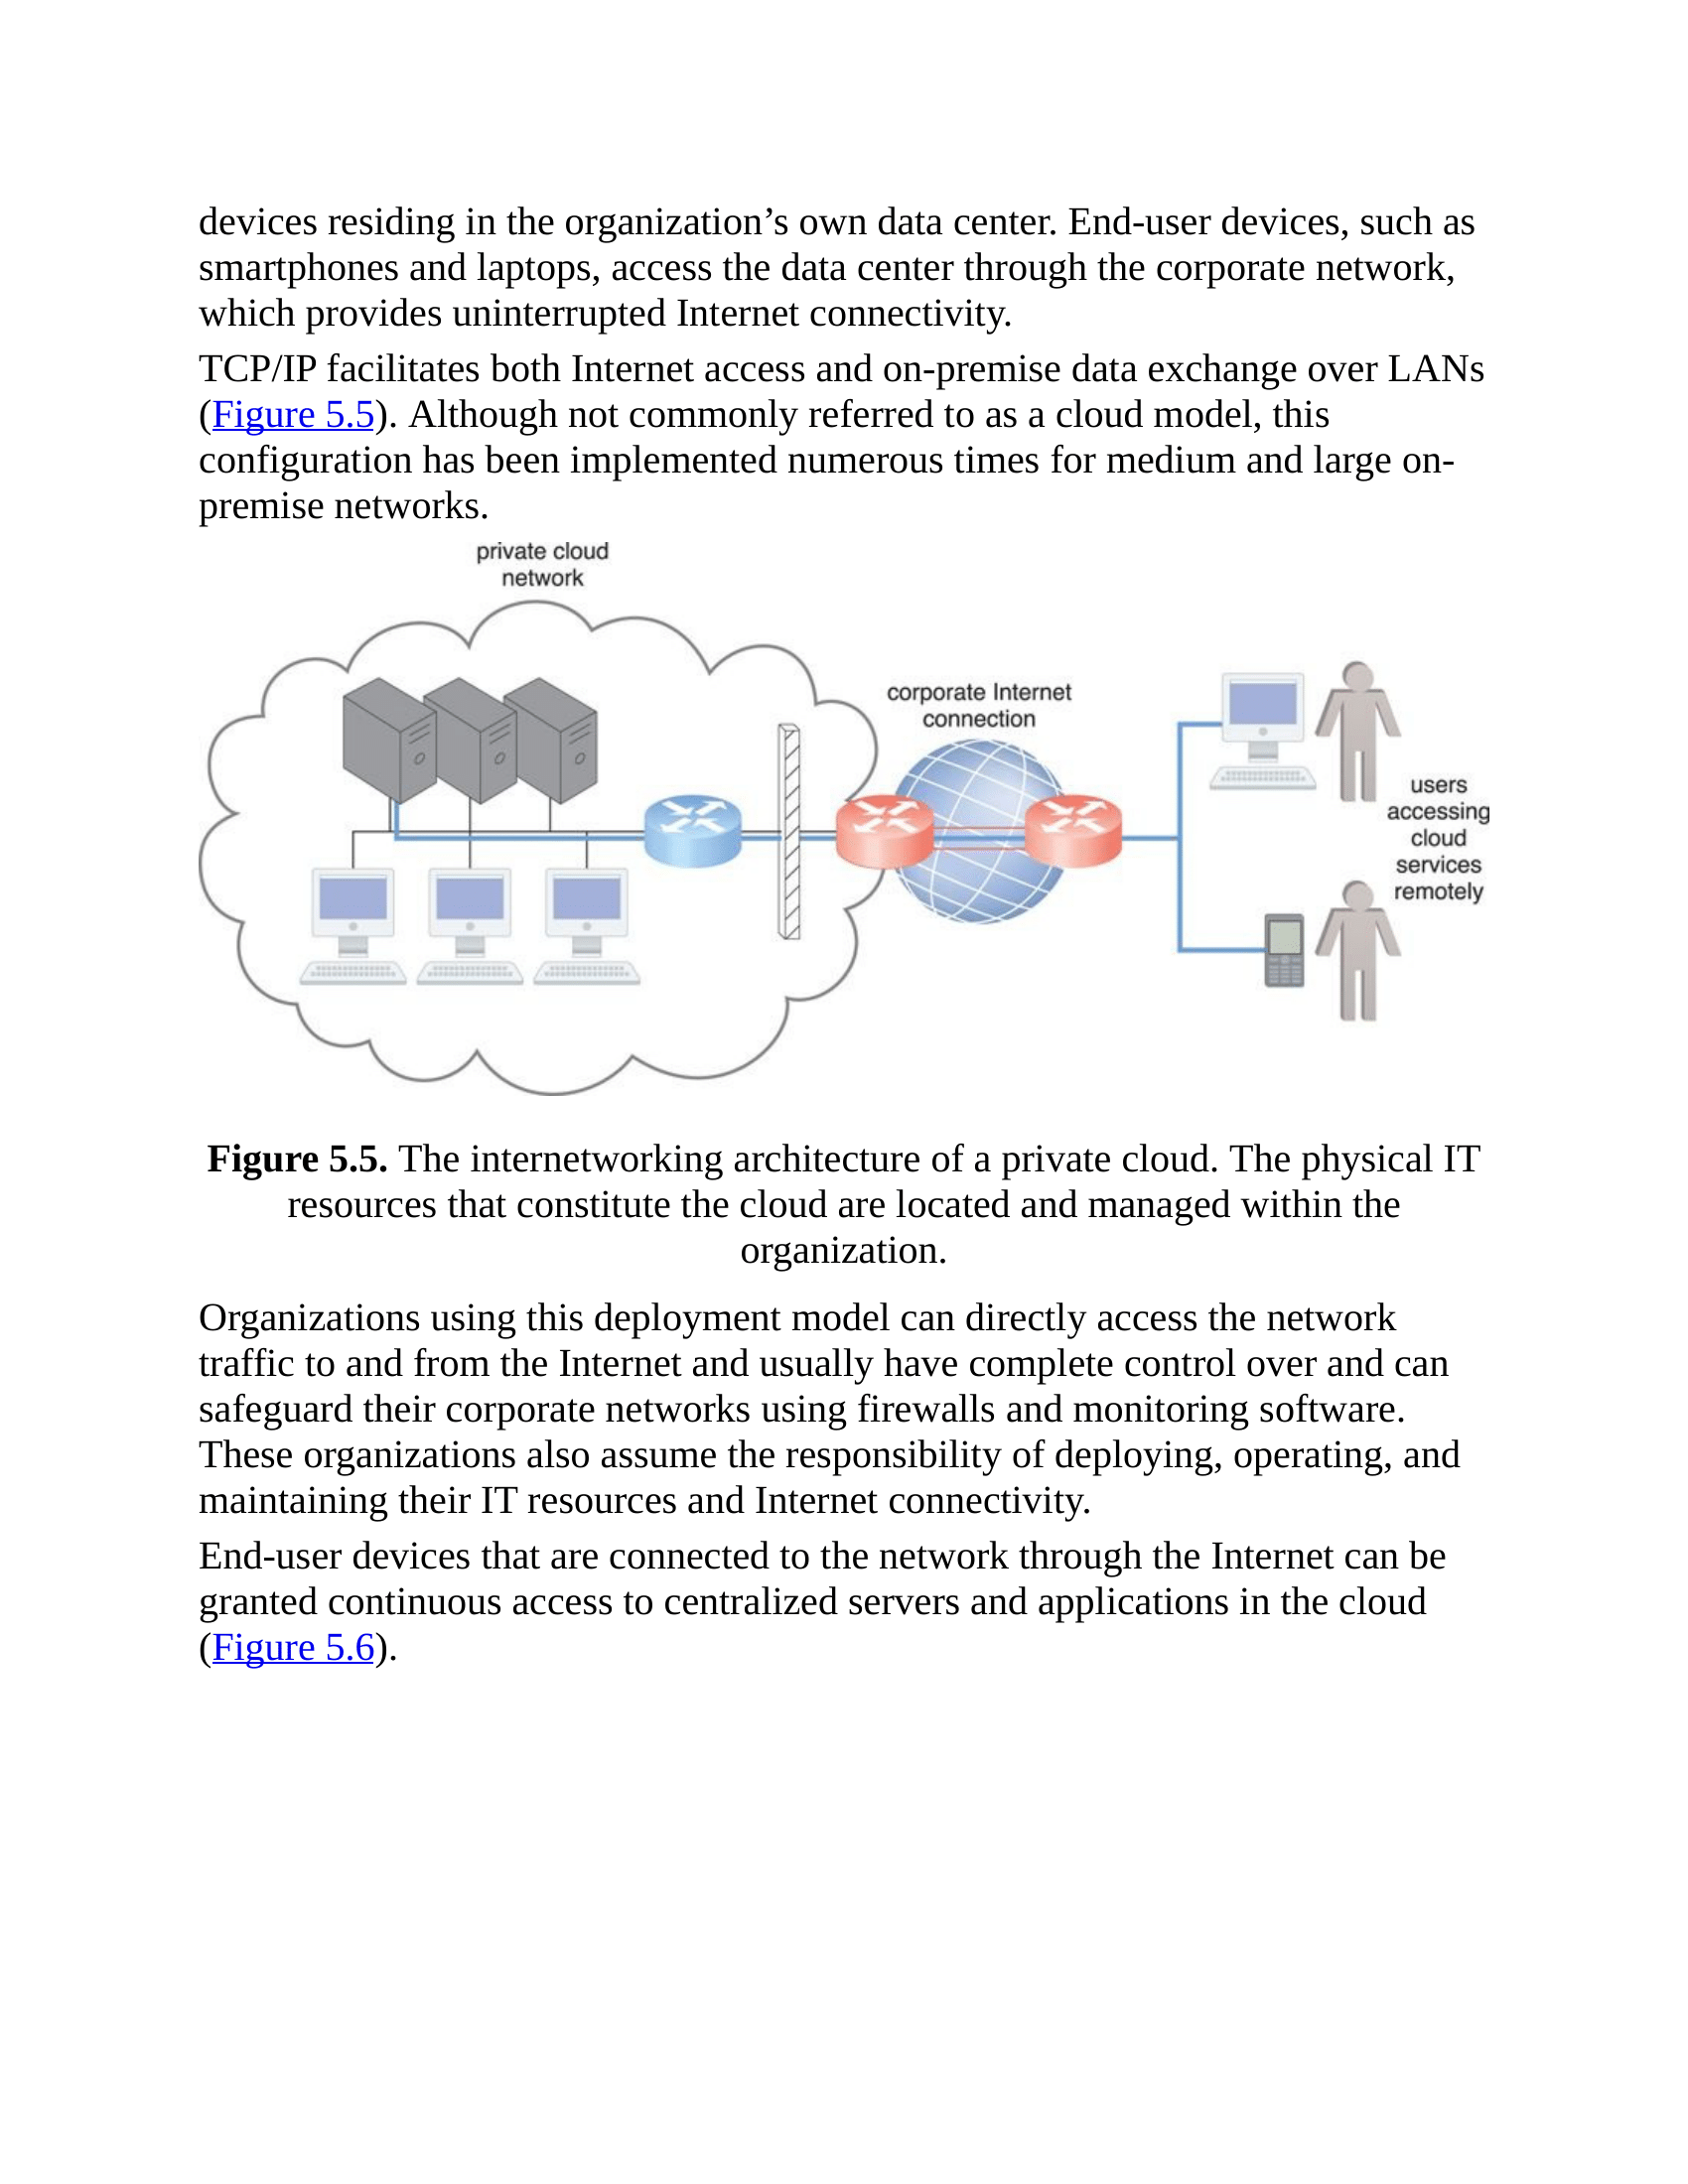 devices residing in the organization’s own data center. End-user devices, such as
smartphones and laptops, access the data center through the corporate network,
which provides uninterrupted Internet connectivity.
TCP/IP facilitates both Internet access and on-premise data exchange over LANs
(Figure 5.5). Although not commonly referred to as a cloud model, this
configuration has been implemented numerous times for medium and large on-
premise networks.
private cloud
network
corporate Internet
connection
users
accessing
cloud
services
remotely
Figure 5.5. The internetworking architecture of a private cloud. The physical IT
resources that constitute the cloud are located and managed within the
organization.
Organizations using this deployment model can directly access the network
traffic to and from the Internet and usually have complete control over and can
safeguard their corporate networks using firewalls and monitoring software.
These organizations also assume the responsibility of deploying, operating, and
maintaining their IT resources and Internet connectivity.
End-user devices that are connected to the network through the Internet can be
granted continuous access to centralized servers and applications in the cloud
(Figure 5.6).